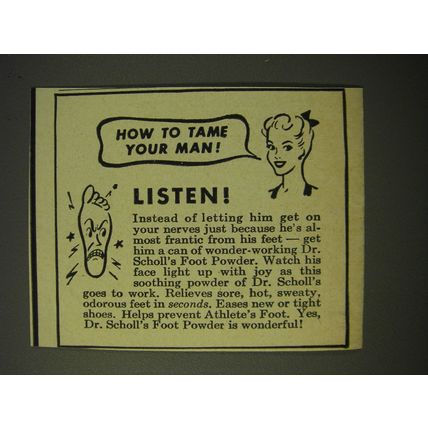 HOW TO TAME
YOUR MAN!
LISTEN!
Instead of letting him get on
your nerves just because he's al-
most frantic from his feet — get
him a can of wonder-working Dr.
Scholl's Foot Powder. Watch his
face light up with joy as this
soothing powder of Dr. Scholl's
goes to work. Relieves sore, hot, sweaty,
odorous feet in seconds. Eases new or tight
shoes. Helps prevent Athlete's Foot. Yes,
Dr. Scholl's Foot Powder is wonderful!